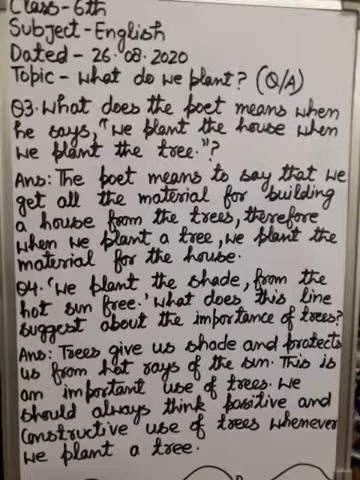 Class-6th
Subject-English
Dated - 26.08.2020
Topic - what do we plant? (Q/A)
Q3. What does the poet means when
he says, "we plant the house when
we plant the tree."?
Ans: The poet means to say that we
get all the material for building
a house from the trees, therefore
when we plant a tree, we plant the
material for the house.
Q4. 'we plant the shade, from the
hot sun free.' what does this line
suggest about the importance of trees?
Ans: Trees give us shade and protects
us from hot rays of the sun. This is
an important use of trees. we
should always think positive and
constructive use of trees whenever
we plant a tree.